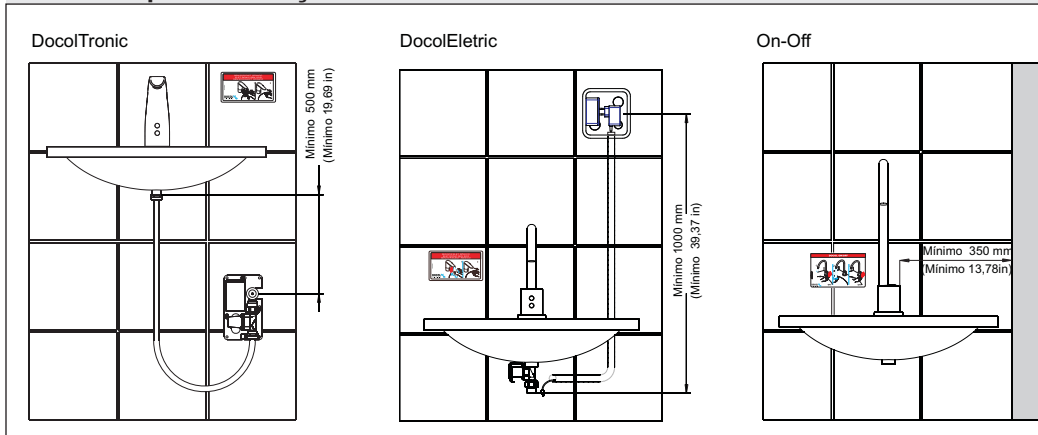 DocolTronic
DocolEletric
On-Off
Mínimo 500 mm
(Mínimo 19,69 in)
Mínimo 1000 mm
(Mínimo 39,37 in)
Mínimo 350 mm
(Mínimo 13,78in)